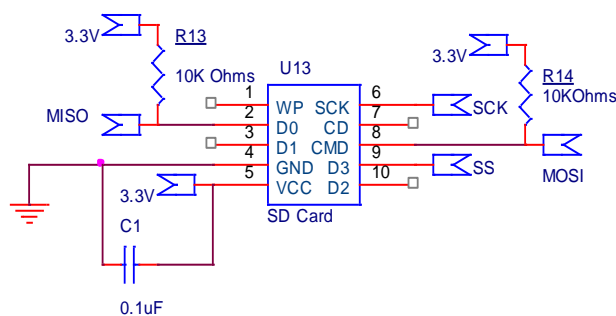 3.3V
R13
10K Ohms
U13
3.3V
R14
10KOhms
1
WP
SCK
6
SCK
MISO
2
D0
CD
7
3
D1
CMD
8
MOSI
4
GND
D3
9
SS
3.3V
5
VCC
D2
10
SD Card
C1
0.1uF